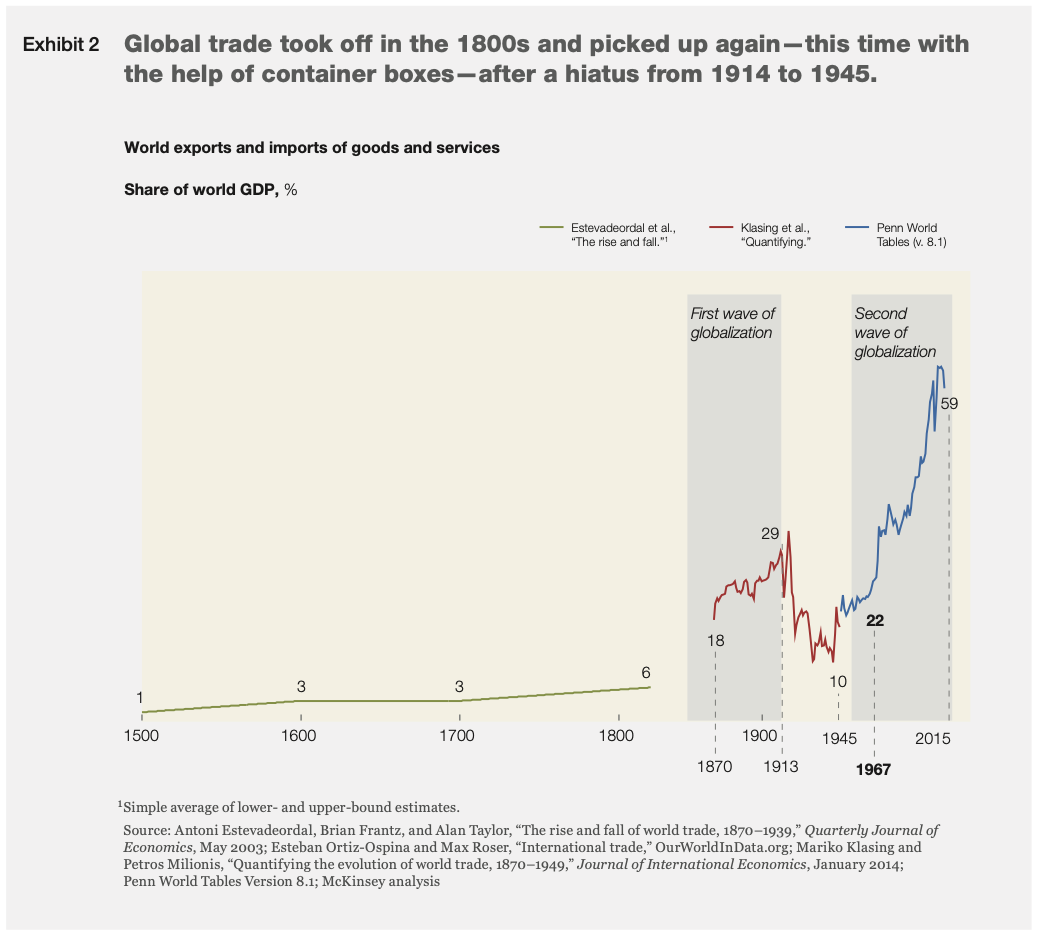 Exhibit 2
Global trade took off in the 1800s and picked up again—this time with
the help of container boxes—after a hiatus from 1914 to 1945.
World exports and imports of goods and services
Share of world GDP, %
Estevadeordal et al.,
“The rise and fall.”¹
Klasing et al.,
“Quantifying.”
Penn World
Tables (v. 8.1)
First wave of
globalization
Second
wave of
globalization
59
29
22
18
10
6
3
3
1
1500
1600
1700
1800
1900
1945
2015
1870
1913
1967
¹Simple average of lower- and upper-bound estimates.
Source: Antoni Estevadeordal, Brian Frantz, and Alan Taylor, “The rise and fall of world trade, 1870–1939,” Quarterly Journal of
Economics, May 2003; Esteban Ortiz-Ospina and Max Roser, “International trade,” OurWorldInData.org; Mariko Klasing and
Petros Milionis, “Quantifying the evolution of world trade, 1870–1949,” Journal of International Economics, January 2014;
Penn World Tables Version 8.1; McKinsey analysis